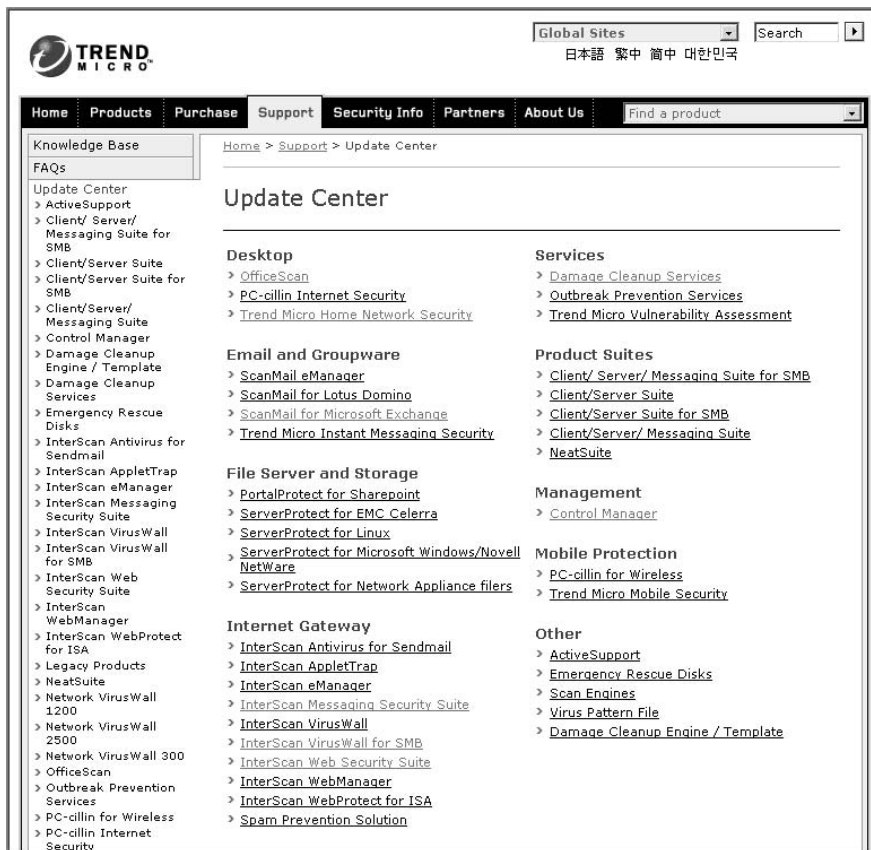 TREND
MICRO™
Global Sites
Search
日本語 繁中 简中 대한민국
Home Products Purchase Support Security Info Partners About Us Find a product
Knowledge Base
FAQs
Update Center
> ActiveSupport
> Client/ Server/
Messaging Suite for
SMB
> Client/Server Suite
> Client/Server Suite for
SMB
> Client/Server/
Messaging Suite
> Control Manager
> Damage Cleanup
Engine / Template
> Damage Cleanup
Services
> Emergency Rescue
Disks
> InterScan Antivirus for
Sendmail
> InterScan AppletTrap
> InterScan eManager
> InterScan Messaging
Security Suite
> InterScan VirusWall
> InterScan VirusWall
for SMB
> InterScan Web
Security Suite
> InterScan
WebManager
> InterScan WebProtect
for ISA
> Legacy Products
> NeatSuite
> Network VirusWall
1200
> Network VirusWall
2500
> Network VirusWall 300
> OfficeScan
> Outbreak Prevention
Services
> PC-cillin for Wireless
> PC-cillin Internet
Security
Home > Support > Update Center
Update Center
Desktop
> OfficeScan
> PC-cillin Internet Security
> Trend Micro Home Network Security
Email and Groupware
> ScanMail eManager
> ScanMail for Lotus Domino
> ScanMail for Microsoft Exchange
> Trend Micro Instant Messaging Security
File Server and Storage
> PortalProtect for Sharepoint
> ServerProtect for EMC Celerra
> ServerProtect for Linux
> ServerProtect for Microsoft Windows/Novell
NetWare
> ServerProtect for Network Appliance filers
Internet Gateway
> InterScan Antivirus for Sendmail
> InterScan AppletTrap
> InterScan eManager
> InterScan Messaging Security Suite
> InterScan VirusWall
> InterScan VirusWall for SMB
> InterScan Web Security Suite
> InterScan WebManager
> InterScan WebProtect for ISA
> Spam Prevention Solution
Services
> Damage Cleanup Services
> Outbreak Prevention Services
> Trend Micro Vulnerability Assessment
Product Suites
> Client/ Server/ Messaging Suite for SMB
> Client/Server Suite
> Client/Server Suite for SMB
> Client/Server/ Messaging Suite
> NeatSuite
Management
> Control Manager
Mobile Protection
> PC-cillin for Wireless
> Trend Micro Mobile Security
Other
> ActiveSupport
> Emergency Rescue Disks
> Scan Engines
> Virus Pattern File
> Damage Cleanup Engine / Template